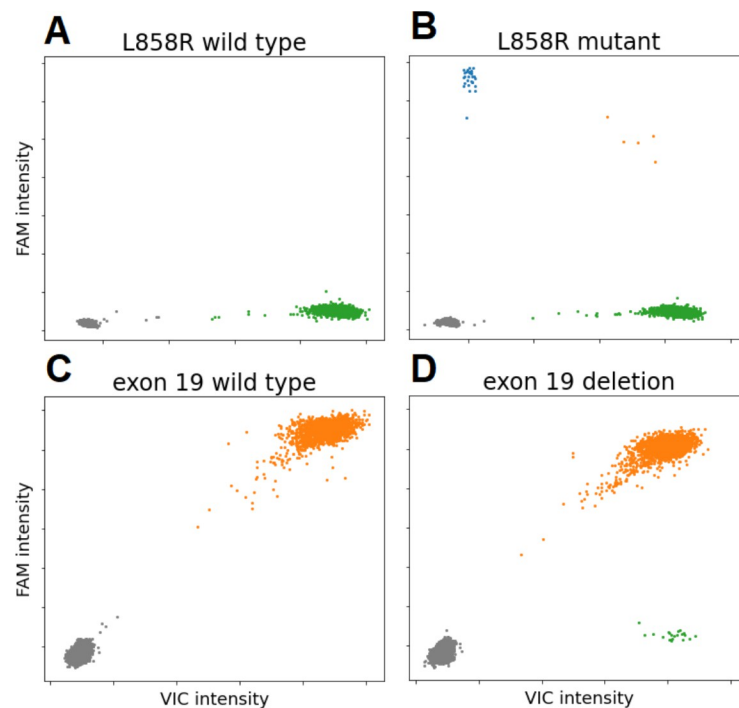 A
L858R wild type
B
L858R mutant
FAM intensity
C
exon 19 wild type
D
exon 19 deletion
FAM intensity
VIC intensity
VIC intensity